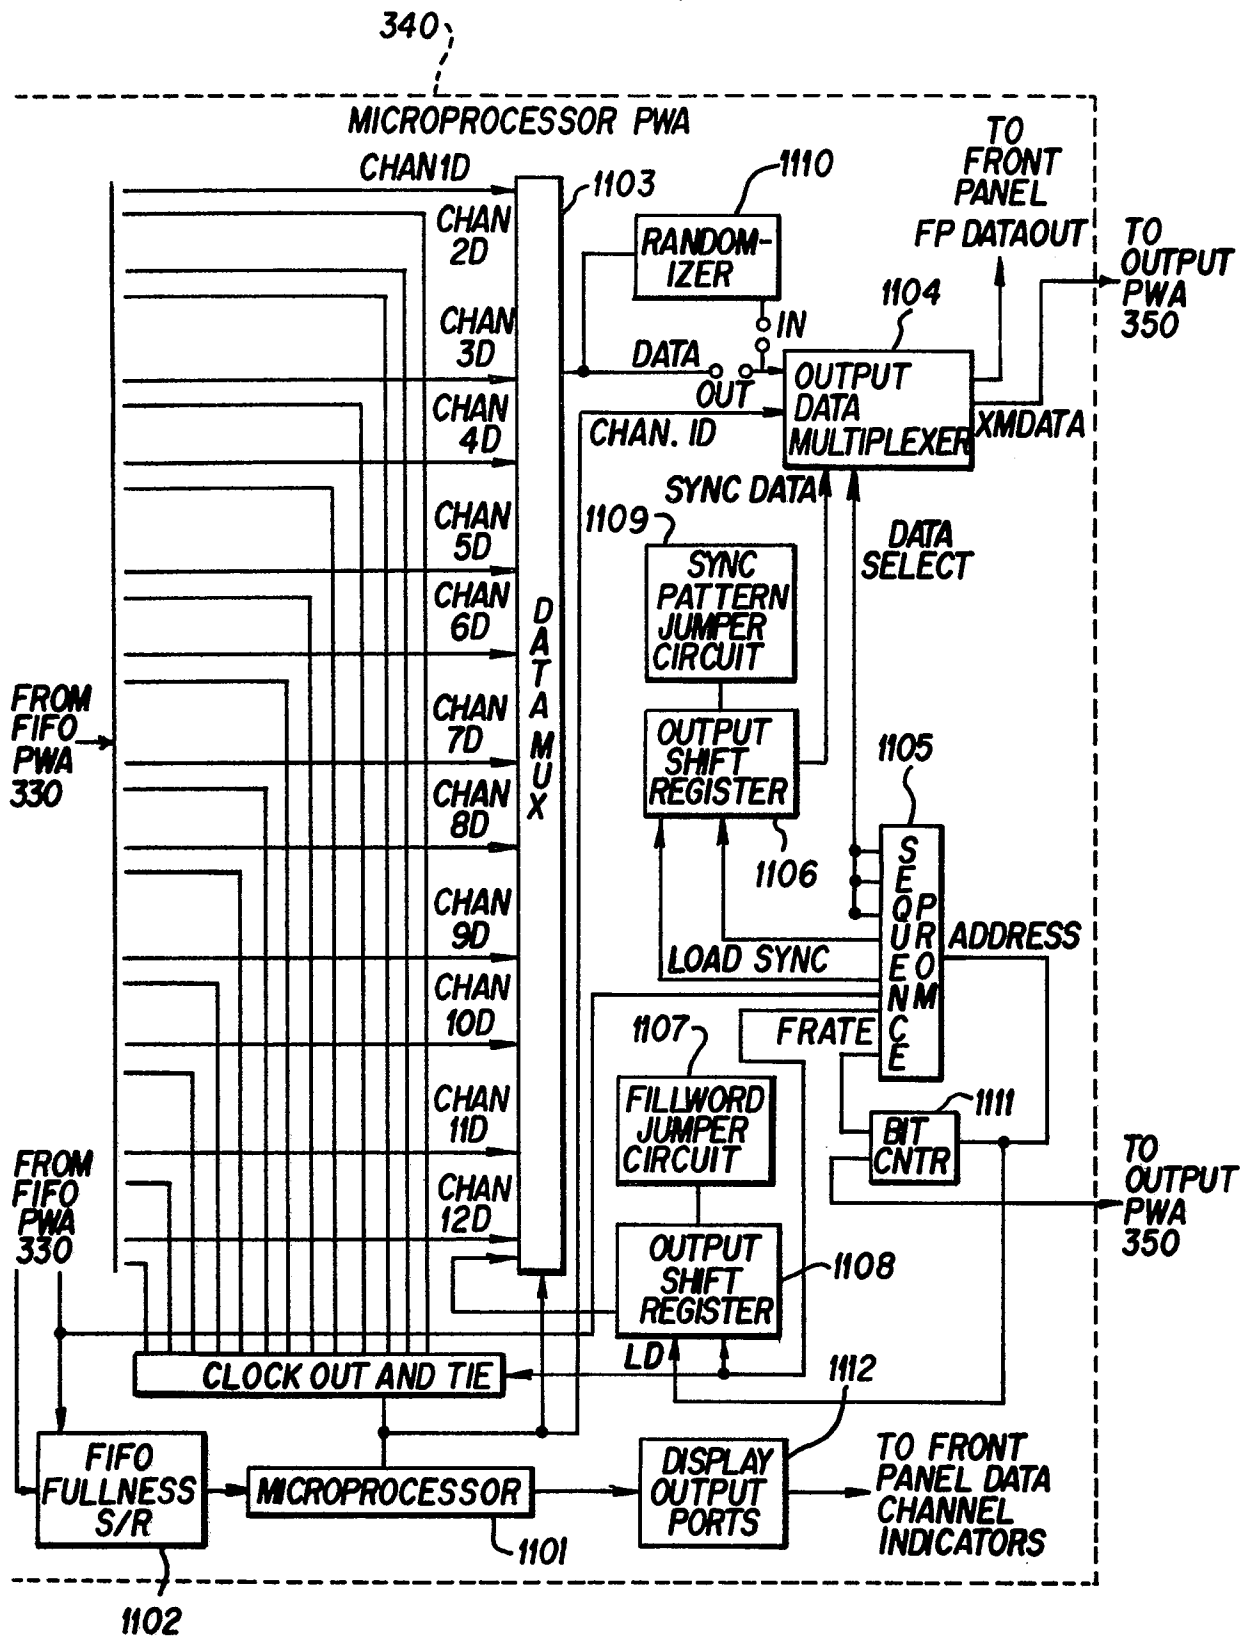 340
MICROPROCESSOR PWA
CHAN 1D
CHAN
2D
CHAN
3D
CHAN
4D
CHAN
5D
CHAN
6D
CHAN
7D
CHAN
8D
CHAN
9D
CHAN
10D
CHAN
11D
CHAN
12D
FROM
FIFO
PWA
330
FROM
FIFO
PWA
330
DATA MUX
1103
1110
RANDOM-
IZER
IN
DATA
OUT
CHAN. ID
1104
OUTPUT
DATA
MULTIPLEXER
TO
FRONT
PANEL
FP DATAOUT
TO
OUTPUT
PWA
350
XMDATA
SYNC DATA
DATA
SELECT
1109
SYNC
PATTERN
JUMPER
CIRCUIT
OUTPUT
SHIFT
REGISTER
1106
1105
SEQUENCE
PROM
ADDRESS
LOAD SYNC
FRATE
1107
FILLWORD
JUMPER
CIRCUIT
1111
BIT
CNTR
TO
OUTPUT
PWA
350
OUTPUT
SHIFT
REGISTER
1108
LD
CLOCK OUT AND TIE
1112
FIFO
FULLNESS
S/R
1102
MICROPROCESSOR
1101
DISPLAY
OUTPUT
PORTS
TO FRONT
PANEL DATA
CHANNEL
INDICATORS